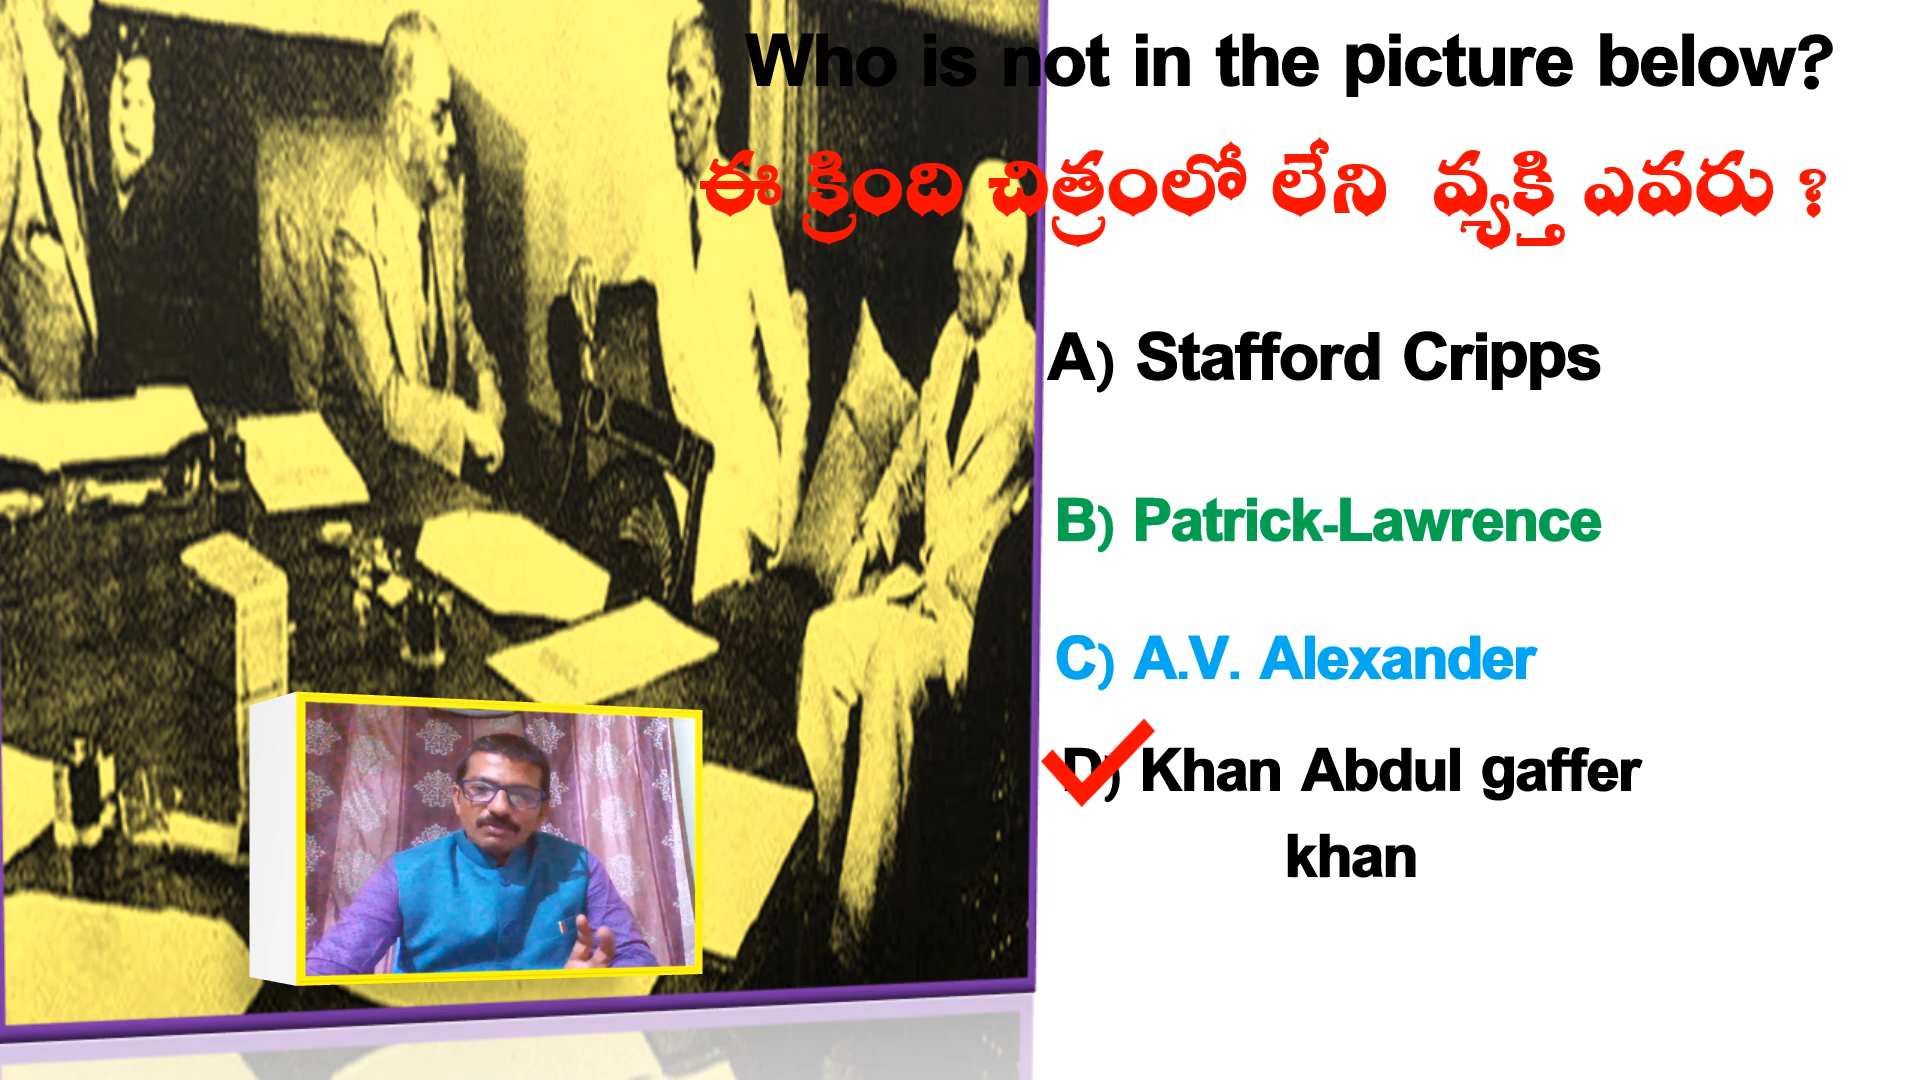 Who is not in the picture below?
ఈ క్రింది చిత్రంలో లేని వ్యక్తి ఎవరు ?
A) Stafford Cripps
B) Patrick-Lawrence
C) A.V. Alexander
D) Khan Abdul gaffer
khan